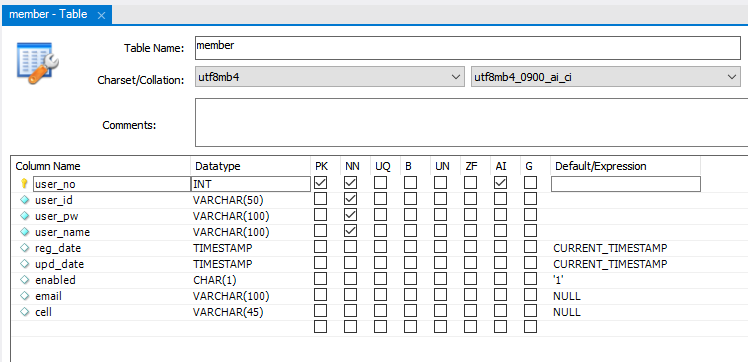 member - Table ×
Table Name: member
Charset/Collation: utf8mb4 utf8mb4_0900_ai_ci
Comments:
Column Name Datatype PK NN UQ B UN ZF AI G Default/Expression
user_no INT
user_id VARCHAR(50)
user_pw VARCHAR(100)
user_name VARCHAR(100)
reg_date TIMESTAMP CURRENT_TIMESTAMP
upd_date TIMESTAMP CURRENT_TIMESTAMP
enabled CHAR(1) '1'
email VARCHAR(100) NULL
cell VARCHAR(45) NULL